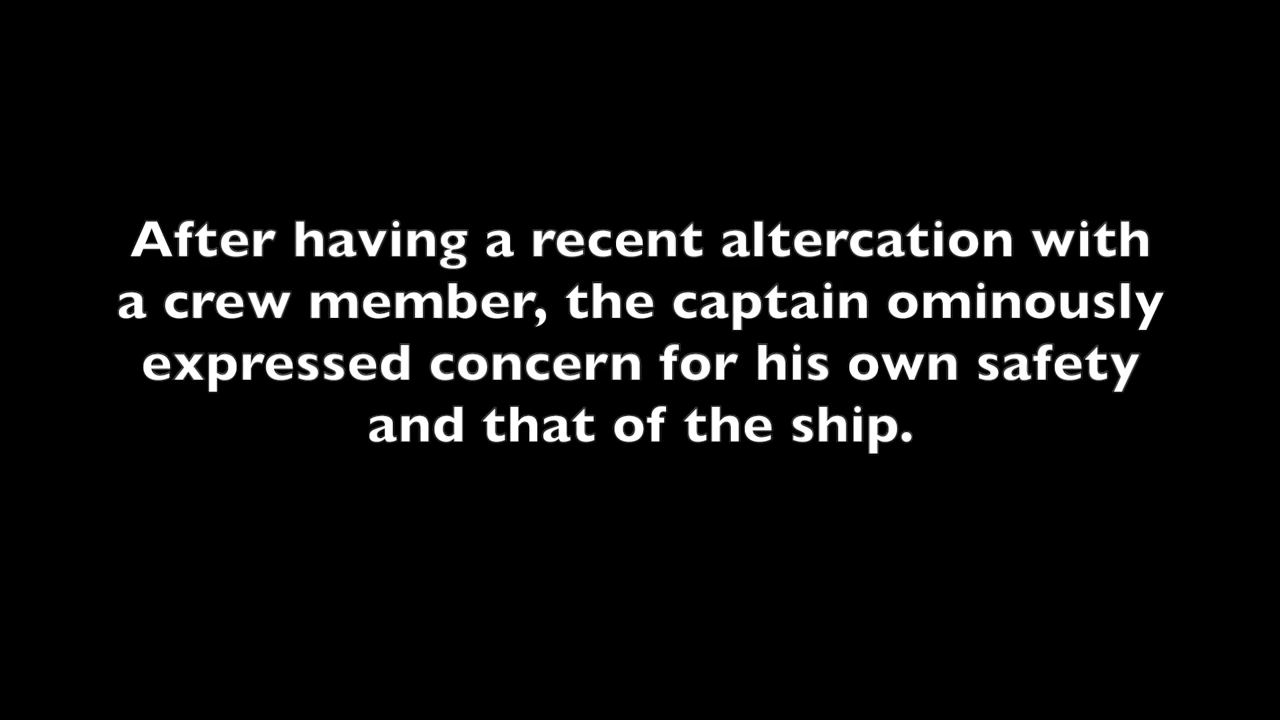 After having a recent altercation with
a crew member, the captain ominously
expressed concern for his own safety
and that of the ship.